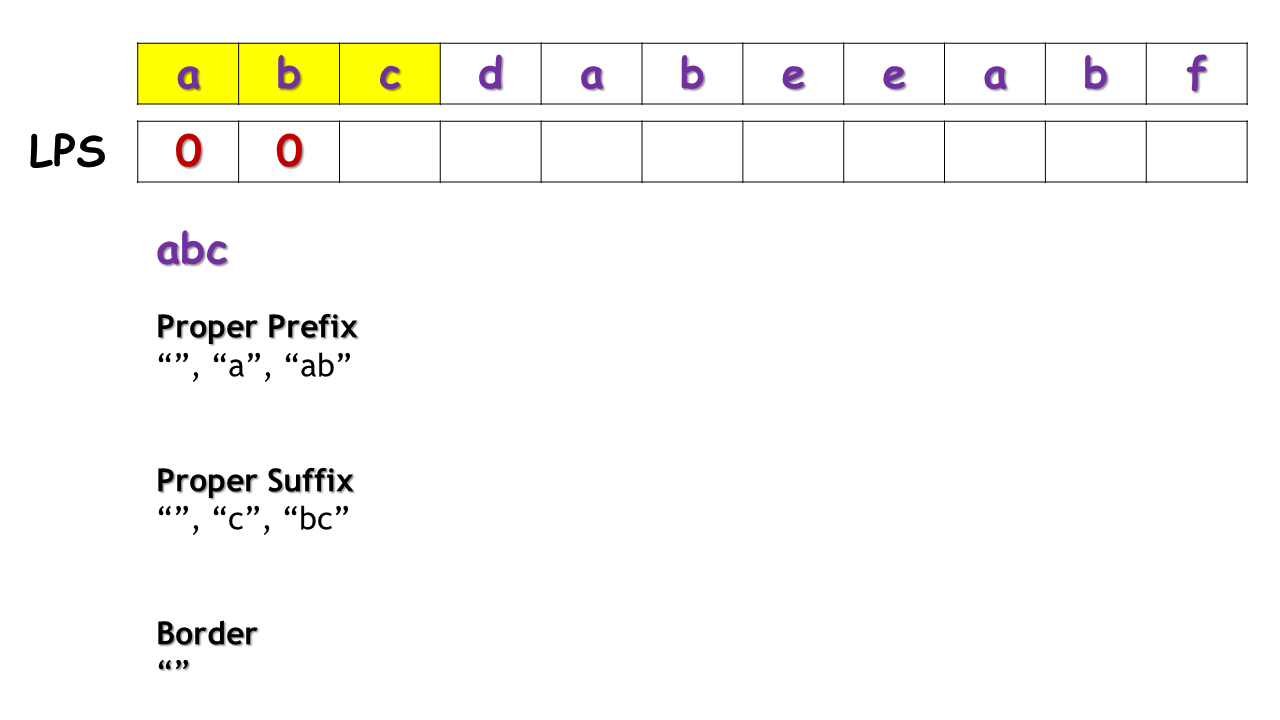 a b c d a b e e a b f
LPS 0 0
abc
Proper Prefix
“”, “a”, “ab”
Proper Suffix
“”, “c”, “bc”
Border
“”